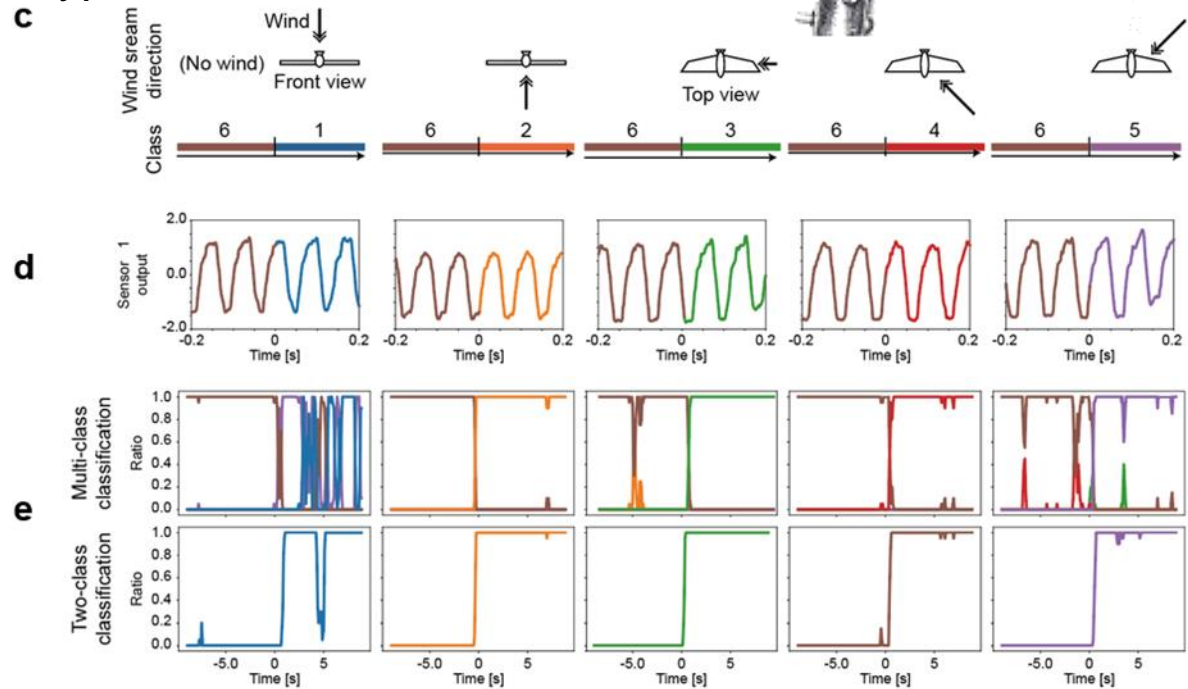 c
Wind sream
direction
Wind
(No wind)
Front view
Top view
Class
6 1 6 2 6 3 6 4 6 5
d
Sensor 1
output
2.0
0.0
-2.0
-0.2 0 0.2 -0.2 0 0.2 -0.2 0 0.2 -0.2 0 0.2 -0.2 0 0.2
Time [s] Time [s] Time [s] Time [s] Time [s]
e
Multi-class
classification
Ratio
1.0
0.8
0.6
0.4
0.2
0.0
Two-class
classification
Ratio
1.0
0.8
0.6
0.4
0.2
0.0
-5.0 0 5 -5.0 0 5 -5.0 0 5 -5.0 0 5 -5.0 0 5
Time [s] Time [s] Time [s] Time [s] Time [s]